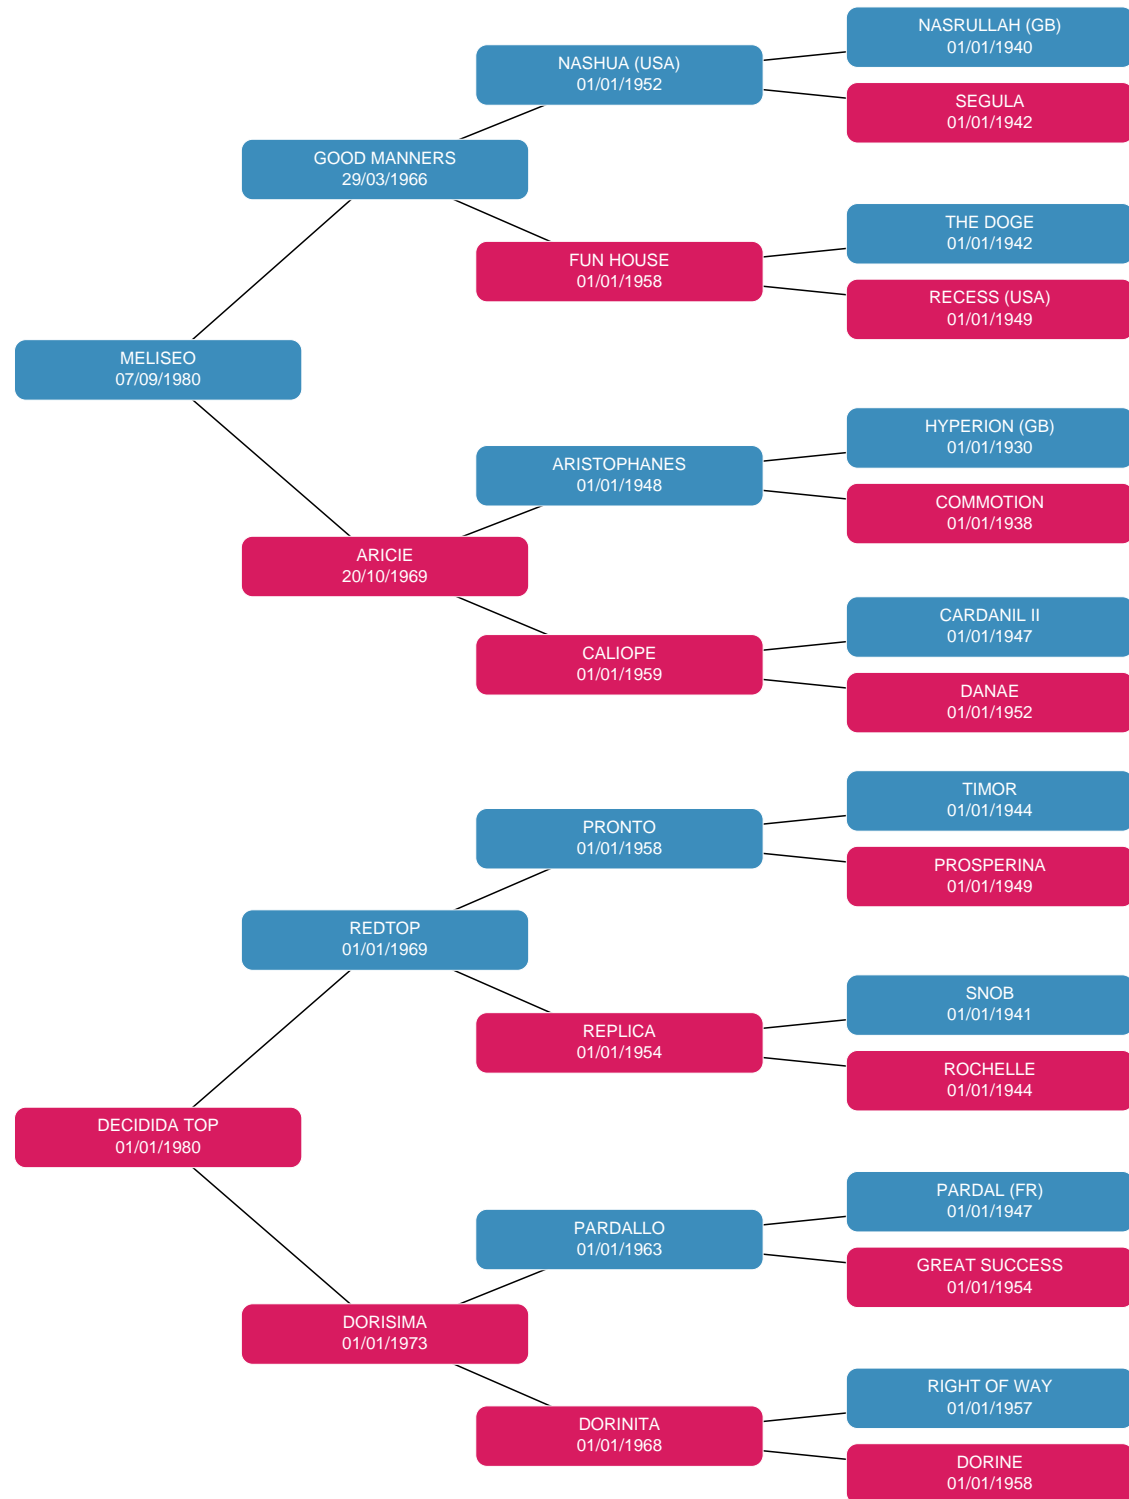 NASRULLAH (GB)
01/01/1940
NASHUA (USA)
01/01/1952
SEGULA
01/01/1942
GOOD MANNERS
29/03/1966
THE DOGE
01/01/1942
FUN HOUSE
01/01/1958
RECESS (USA)
01/01/1949
MELISEO
07/09/1980
HYPERION (GB)
01/01/1930
ARISTOPHANES
01/01/1948
COMMOTION
01/01/1938
ARICIE
20/10/1969
CARDANIL II
01/01/1947
CALIOPE
01/01/1959
DANAE
01/01/1952
TIMOR
01/01/1944
PRONTO
01/01/1958
PROSPERINA
01/01/1949
REDTOP
01/01/1969
SNOB
01/01/1941
REPLICA
01/01/1954
ROCHELLE
01/01/1944
DECIDIDA TOP
01/01/1980
PARDAL (FR)
01/01/1947
PARDALLO
01/01/1963
GREAT SUCCESS
01/01/1954
DORISIMA
01/01/1973
RIGHT OF WAY
01/01/1957
DORINITA
01/01/1968
DORINE
01/01/1958